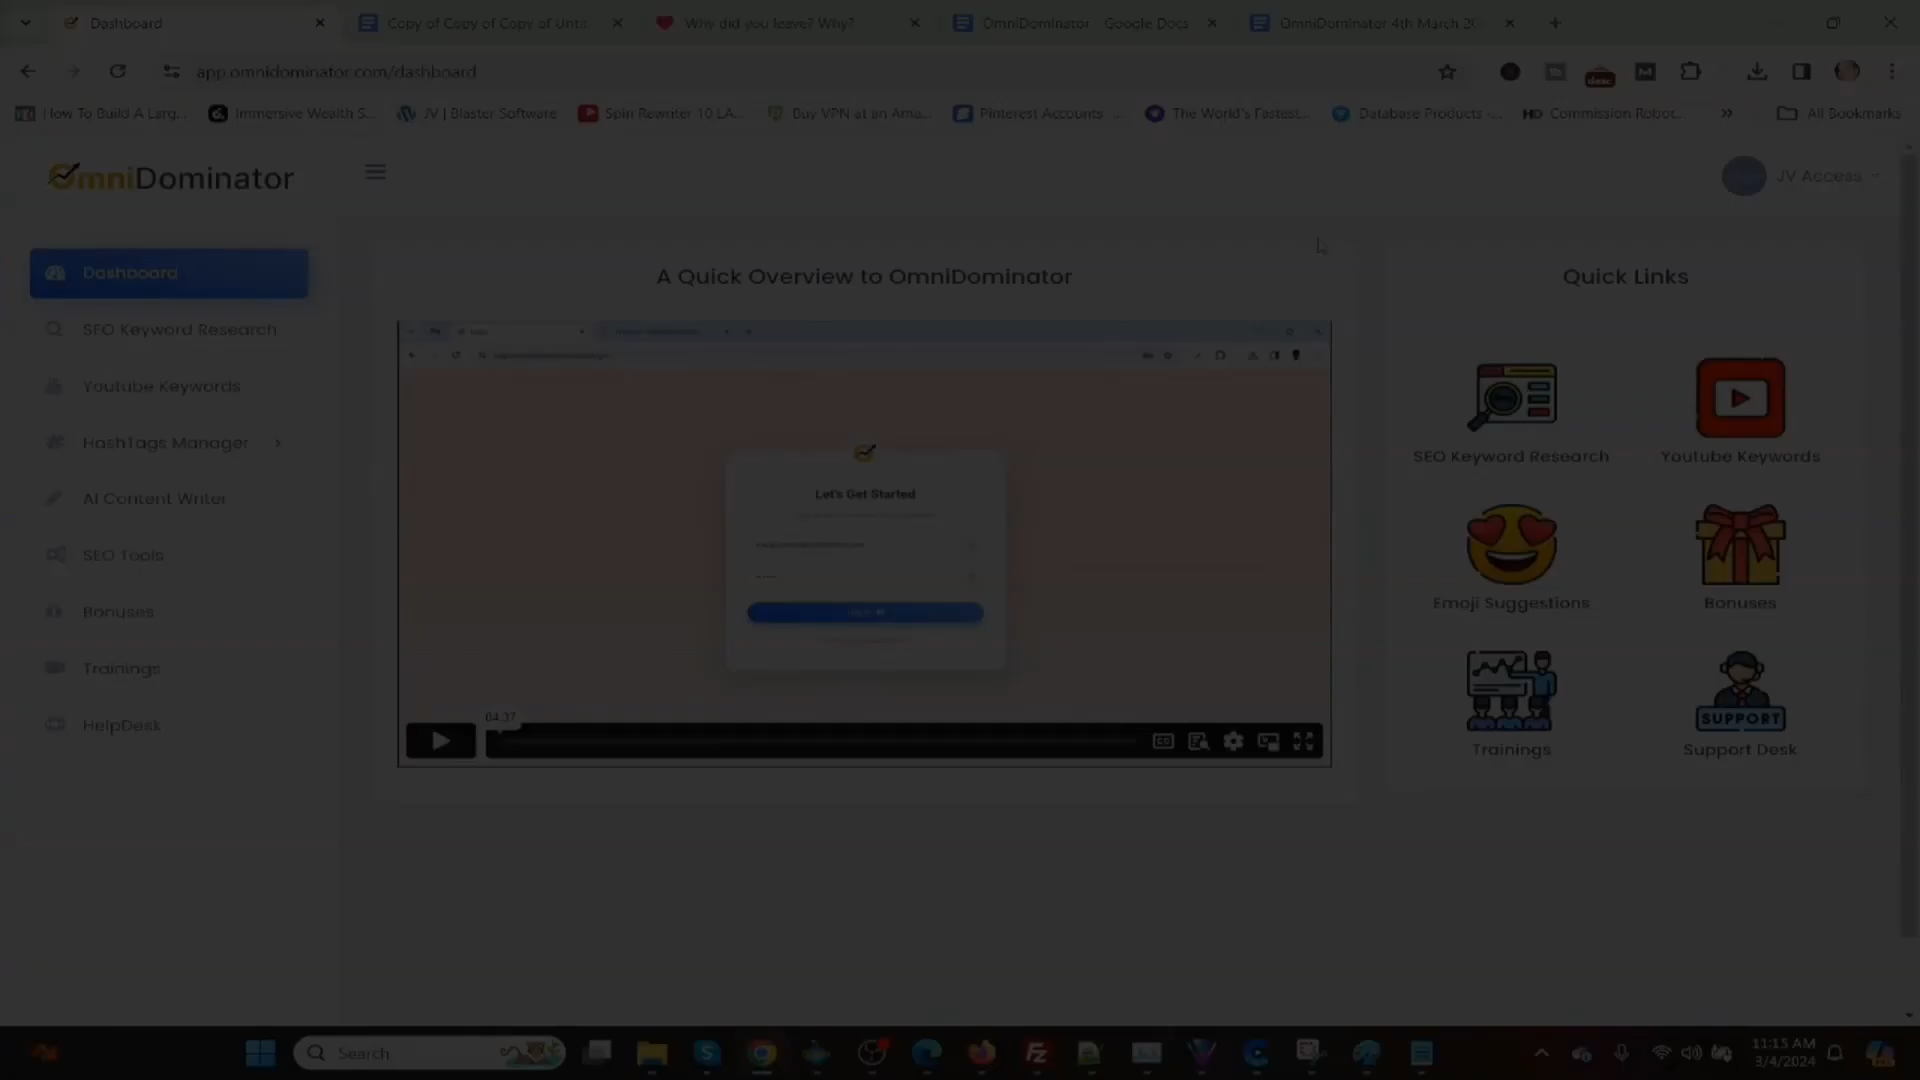 Dashboard
Copy of Copy of Copy of Unti
Why did you leave? Why?
OmniDominator - Google Docs
OmniDominator 4th March 20
app.omnidominator.com/dashboard
How To Build A Larg...
Immersive Wealth S...
JV | Blaster Software
Spin Rewriter 10 LA...
Buy VPN at an Ama...
Pinterest Accounts ...
The World's Fastest...
Database Products -...
HD
Commission Robot...
All Bookmarks
OmniDominator
JV Access
Dashboard
SEO Keyword Research
Youtube Keywords
HashTags Manager
AI Content Writer
SEO Tools
Bonuses
Trainings
HelpDesk
A Quick Overview to OmniDominator
Let's Get Started
04:37
CC
Quick Links
SEO Keyword Research
Youtube Keywords
Emoji Suggestions
Bonuses
Trainings
SUPPORT
Support Desk
Search
11:15 AM
3/4/2024